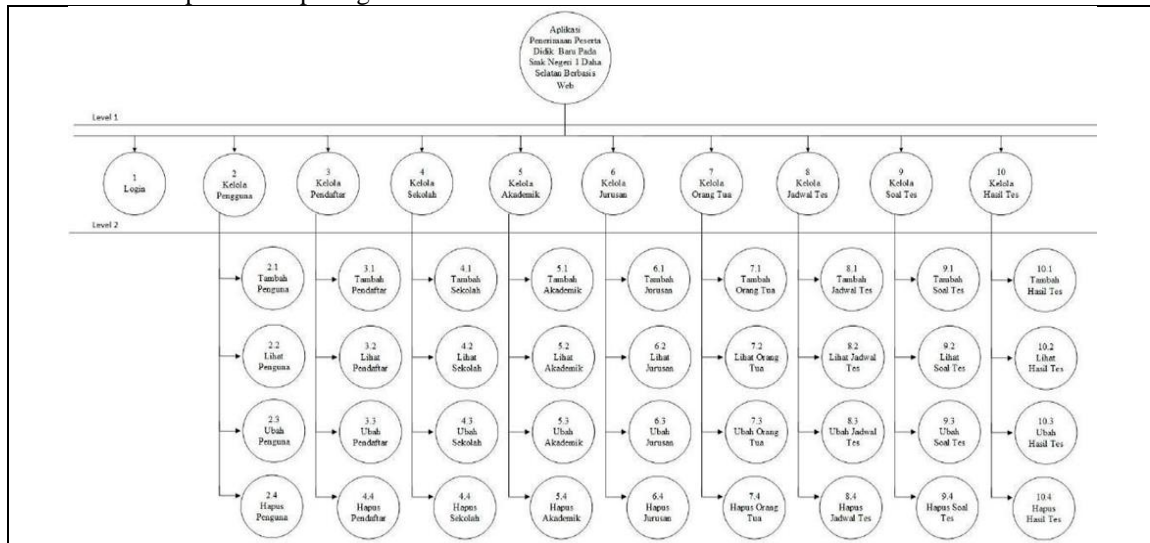 Aplikasi
Penerimaan Peserta
Didik Baru Pada
Smk Negeri 1 Daha
Selatan Berbasis
Web
Level 1
1
Login
2
Kelola
Pengguna
3
Kelola
Pendaftar
4
Kelola
Sekolah
5
Kelola
Akademik
6
Kelola
Jurusan
7
Kelola
Orang Tua
8
Kelola
Jadwal Tes
9
Kelola
Soal Tes
10
Kelola
Hasil Tes
Level 2
2.1
Tambah
Penguna
3.1
Tambah
Pendaftar
4.1
Tambah
Sekolah
5.1
Tambah
Akademik
6.1
Tambah
Jurusan
7.1
Tambah
Orang Tua
8.1
Tambah
Jadwal Tes
9.1
Tambah
Soal Tes
10.1
Tambah
Hasil Tes
2.2
Lihat
Penguna
3.2
Lihat
Pendaftar
4.2
Lihat
Sekolah
5.2
Lihat
Akademik
6.2
Lihat
Jurusan
7.2
Lihat Orang
Tua
8.2
Lihat Jadwal
Tes
9.2
Lihat
Soal Tes
10.2
Lihat
Hasil Tes
2.3
Ubah
Penguna
3.3
Ubah
Pendaftar
4.3
Ubah
Sekolah
5.3
Ubah
Akademik
6.3
Ubah
Jurusan
7.3
Ubah Orang
Tua
8.3
Ubah Jadwal
Tes
9.3
Ubah
Soal Tes
10.3
Ubah
Hasil Tes
2.4
Hapus
Penguna
4.4
Hapus
Pendaftar
4.4
Hapus
Sekolah
5.4
Hapus
Akademik
6.4
Hapus
Jurusan
7.4
Hapus Orang
Tua
8.4
Hapus
Jadwal Tes
9.4
Hapus Soal
Tes
10.4
Hapus
Hasil Tes